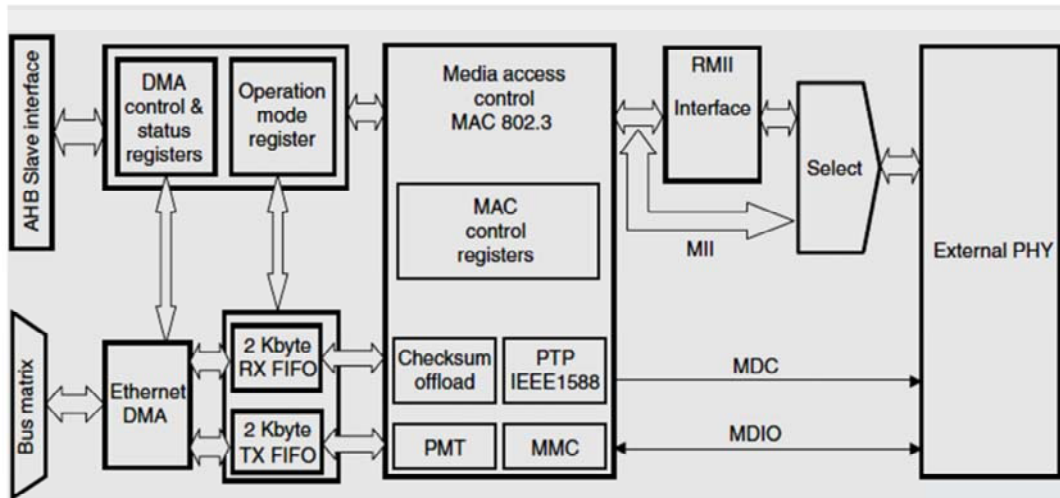 AHB Slave interface
DMA
control &
status
registers
Operation
mode
register
Media access
control
MAC 802.3
MAC
control
registers
RMII
Interface
Select
MII
External PHY
Bus matrix
Ethernet
DMA
2 Kbyte
RX FIFO
2 Kbyte
TX FIFO
Checksum
offload
PTP
IEEE1588
PMT
MMC
MDC
MDIO